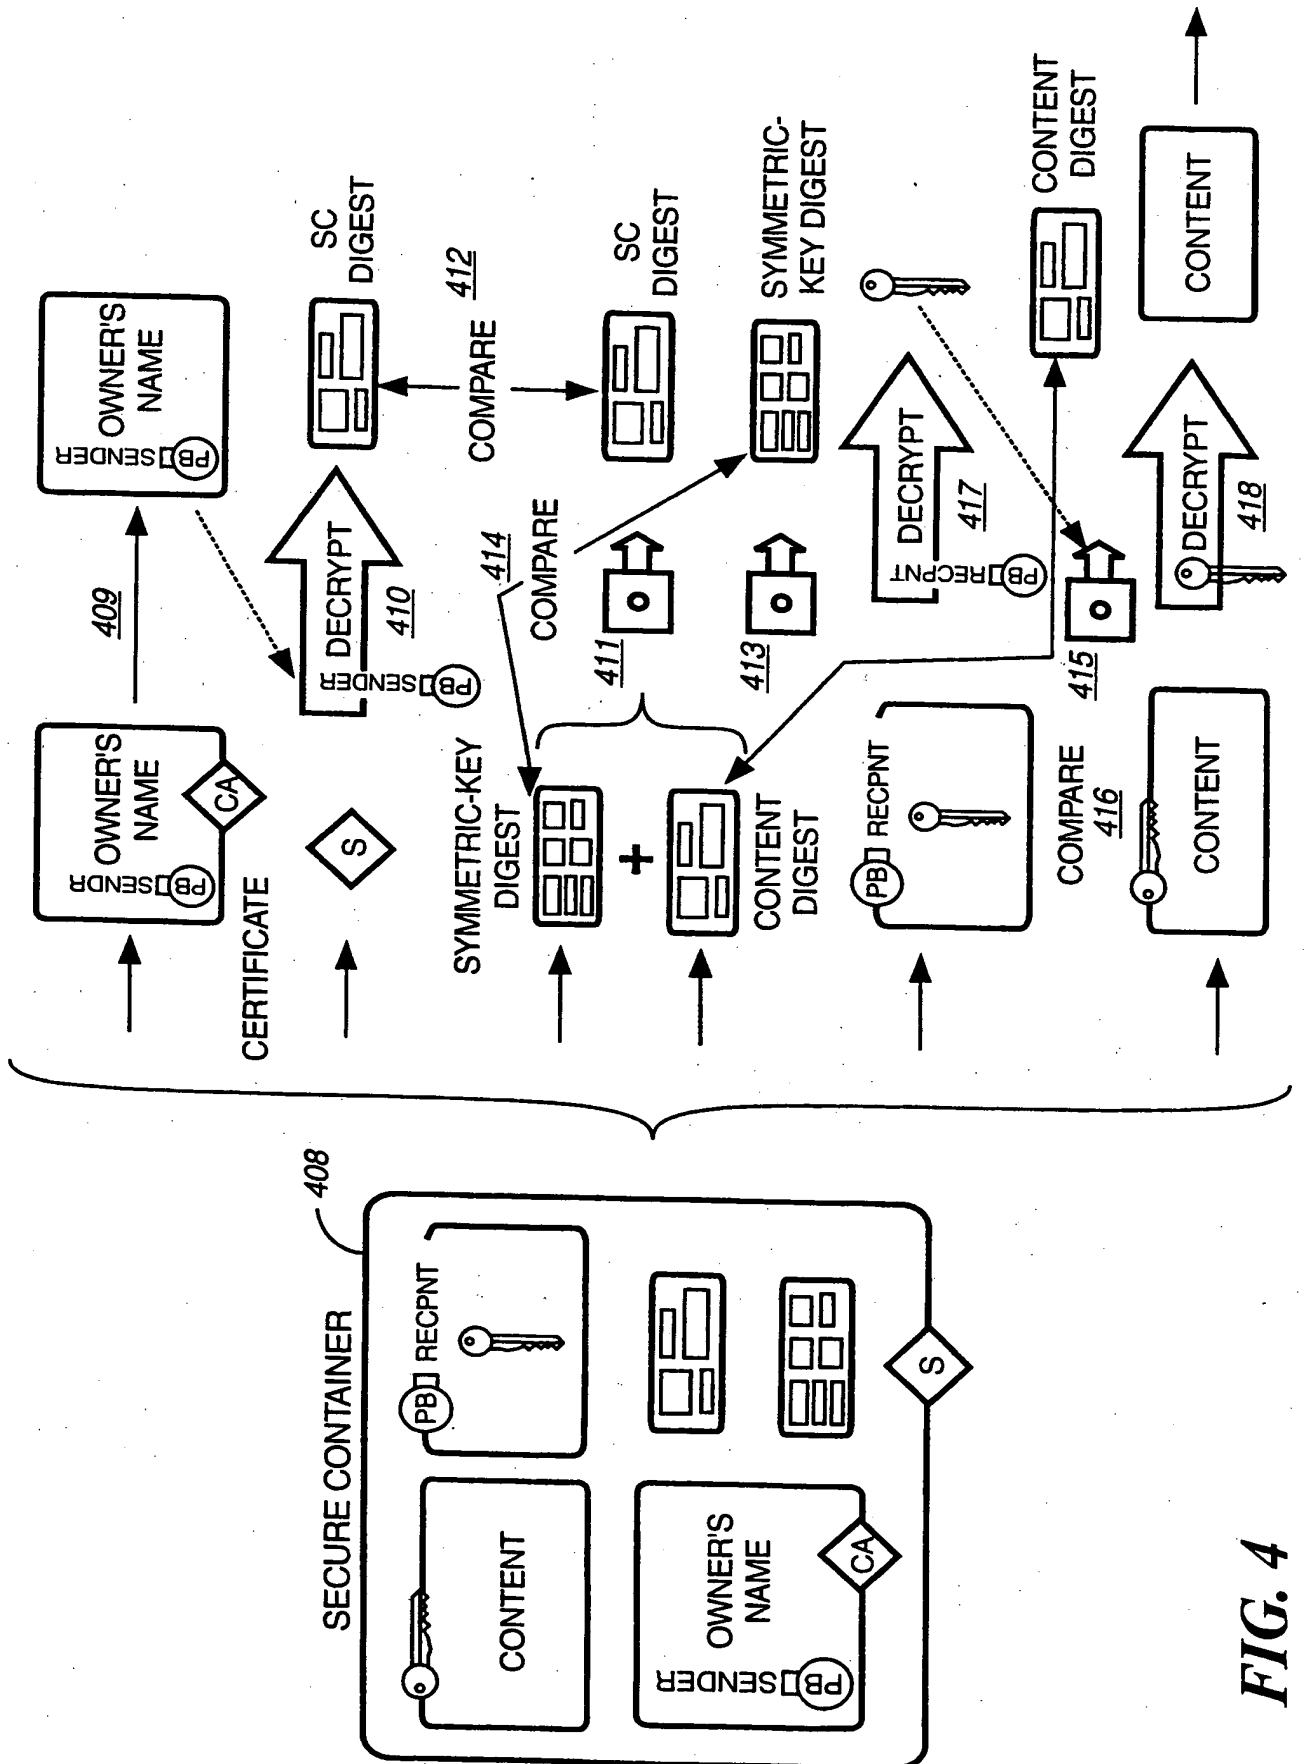 SECURE CONTAINER
408
CONTENT
PB RECPNT
OWNER'S
NAME
PB SENDER
CA
S
OWNER'S
NAME
PB SENDR
CA
CERTIFICATE
409
OWNER'S
NAME
PB SENDER
S
DECRYPT
PB SENDER
410
SC
DIGEST
COMPARE
412
SYMMETRIC-KEY
DIGEST
+
CONTENT
DIGEST
414
COMPARE
411
SC
DIGEST
413
SYMMETRIC-
KEY DIGEST
PB RECPNT
DECRYPT
PB RECPNT
417
COMPARE
416
415
CONTENT
DIGEST
CONTENT
DECRYPT
418
CONTENT
FIG. 4